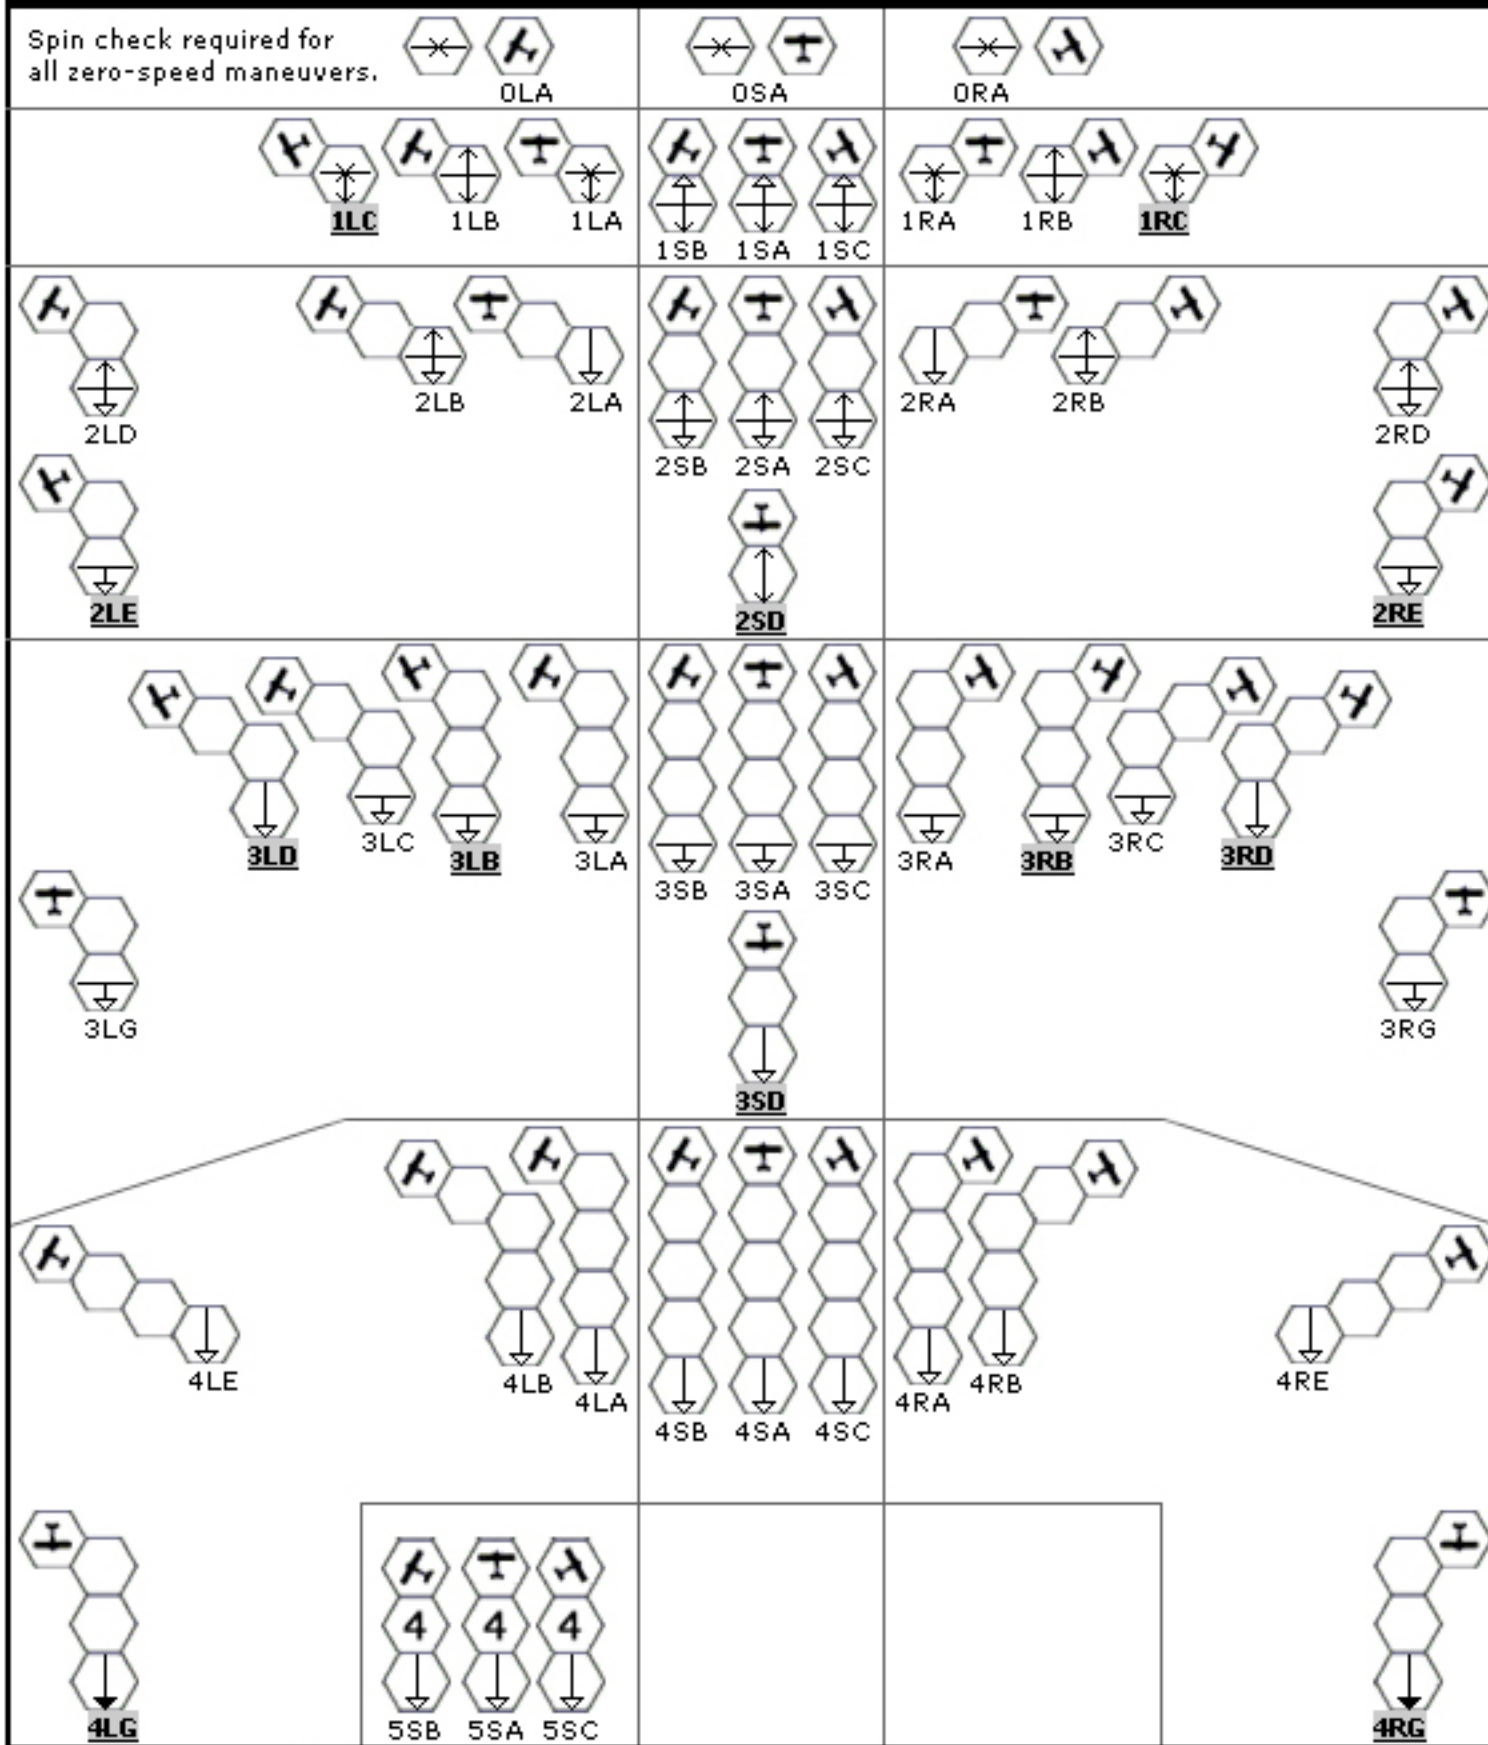 Spin check required for
all zero-speed maneuvers.
0LA 0SA 0RA
1LC 1LB 1LA 1RA 1RB 1RC
1SB 1SA 1SC
2LB 2LA 2RA 2RB
2LD 2RD
2SB 2SA 2SC
2LE 2SD 2RE
3LD 3LC 3LB 3LA 3RA 3RB 3RC 3RD
3SB 3SA 3SC
3LG 3RG
3SD
4LE 4LB 4RB 4RE
4LA 4RA
4SB 4SA 4SC
4 4 4
4LG 5SB 5SA 5SC 4RG